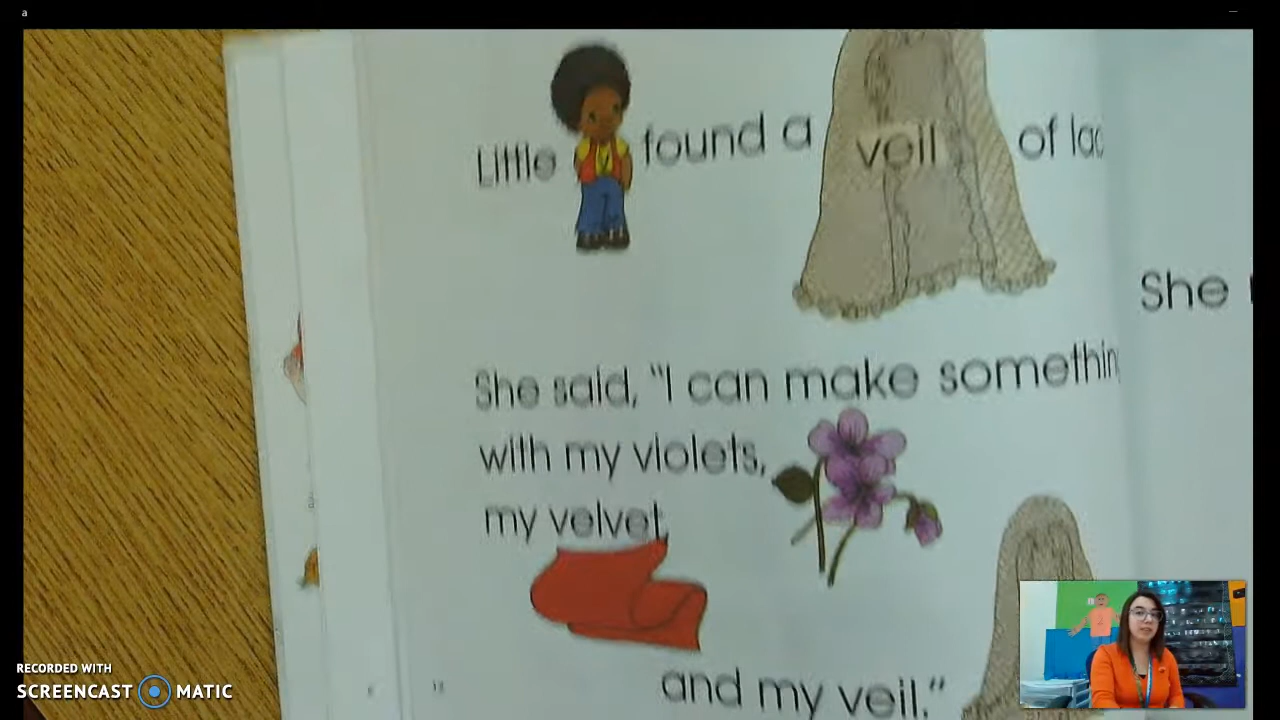 a
Little found a veil of lac
She said, "I can make somethin
with my violets,
my velvet,
and my veil."
She
RECORDED WITH
SCREENCAST MATIC